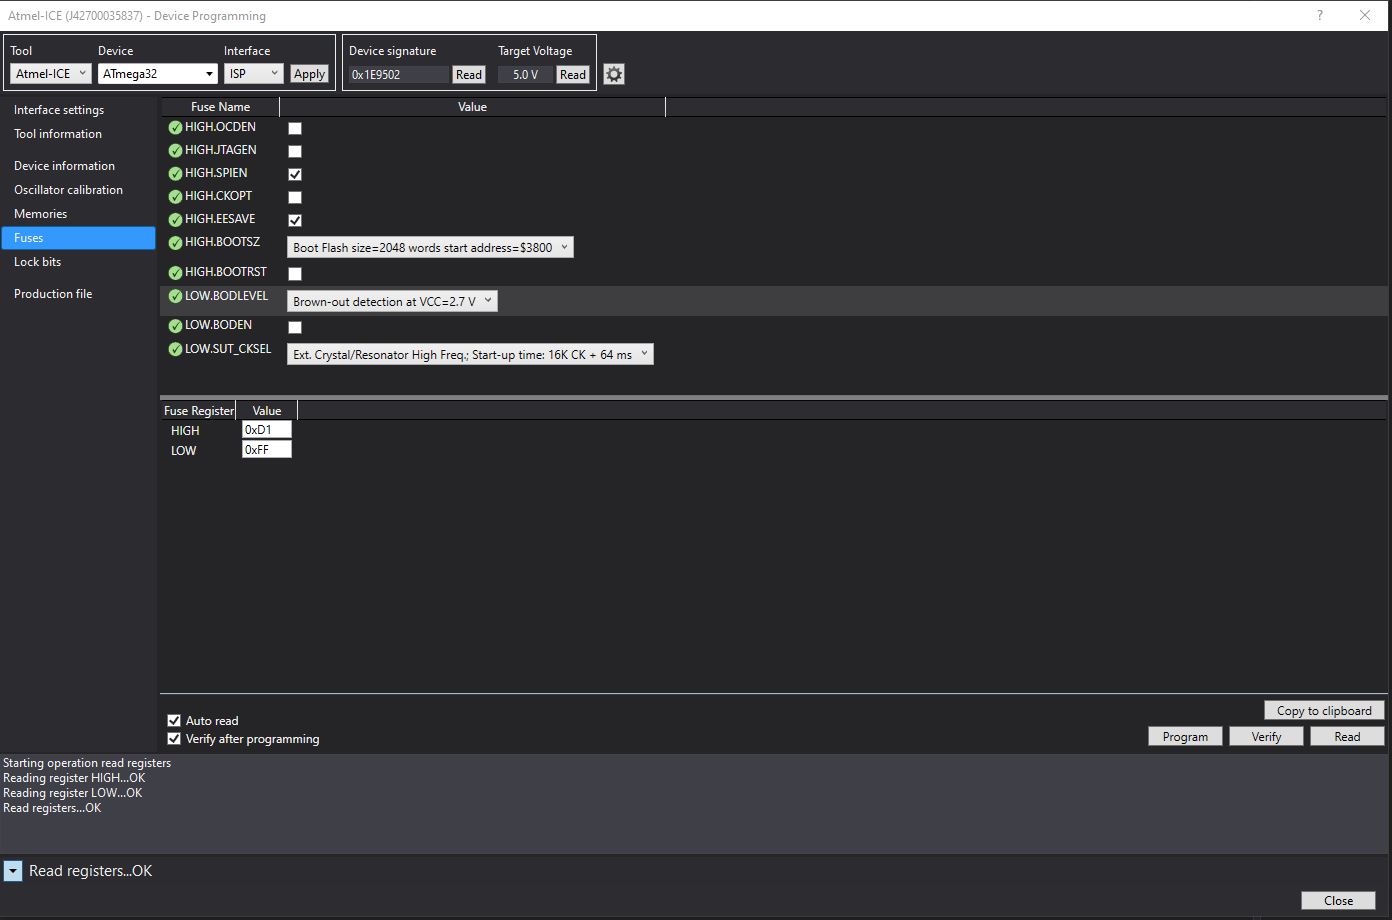 Atmel-ICE (J42700035837) - Device Programming
?
Tool Device Interface Device signature Target Voltage
Atmel-ICE ATmega32 ISP Apply 0x1E9502 Read 5.0 V Read
Interface settings
Tool information
Device information
Oscillator calibration
Memories
Fuses
Lock bits
Production file
Fuse Name Value
HIGH.OCDEN
HIGH.JTAGEN
HIGH.SPIEN
HIGH.CKOPT
HIGH.EESAVE
HIGH.BOOTSZ Boot Flash size=2048 words start address=$3800
HIGH.BOOTRST
LOW.BODLEVEL Brown-out detection at VCC=2.7 V
LOW.BODEN
LOW.SUT_CKSEL Ext. Crystal/Resonator High Freq.; Start-up time: 16K CK + 64 ms
Fuse Register Value
HIGH 0xD1
LOW 0xFF
Copy to clipboard
Auto read
Verify after programming
Program Verify Read
Starting operation read registers
Reading register HIGH...OK
Reading register LOW...OK
Read registers...OK
Read registers...OK
Close